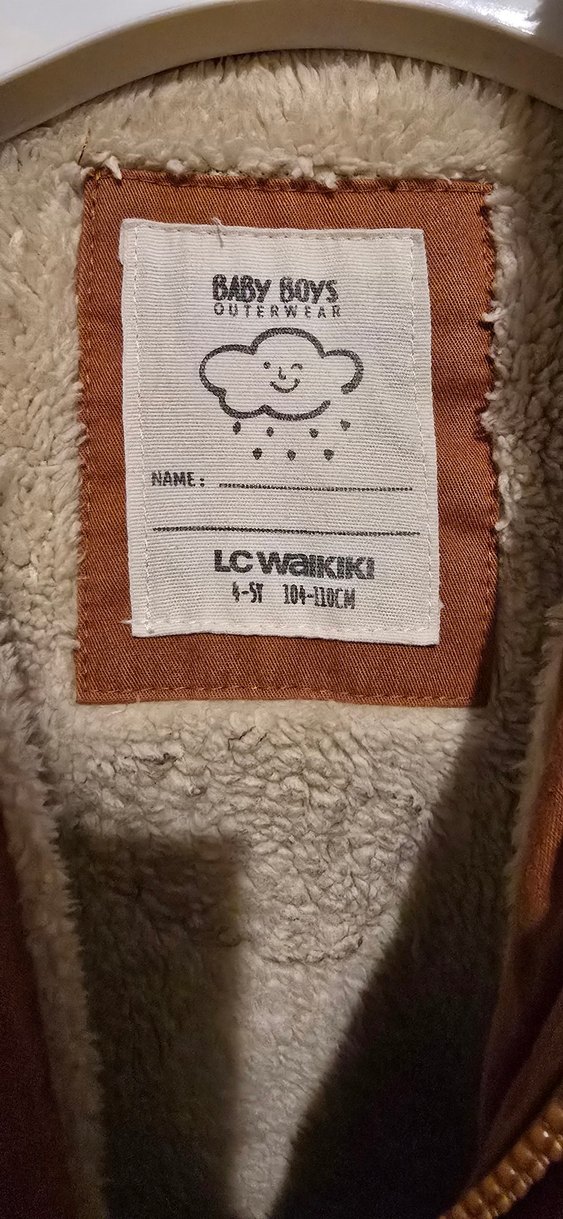 BABY BOYS
OUTERWEAR
NAME:
LC WAIKIKI
4-5Y 104-110CM